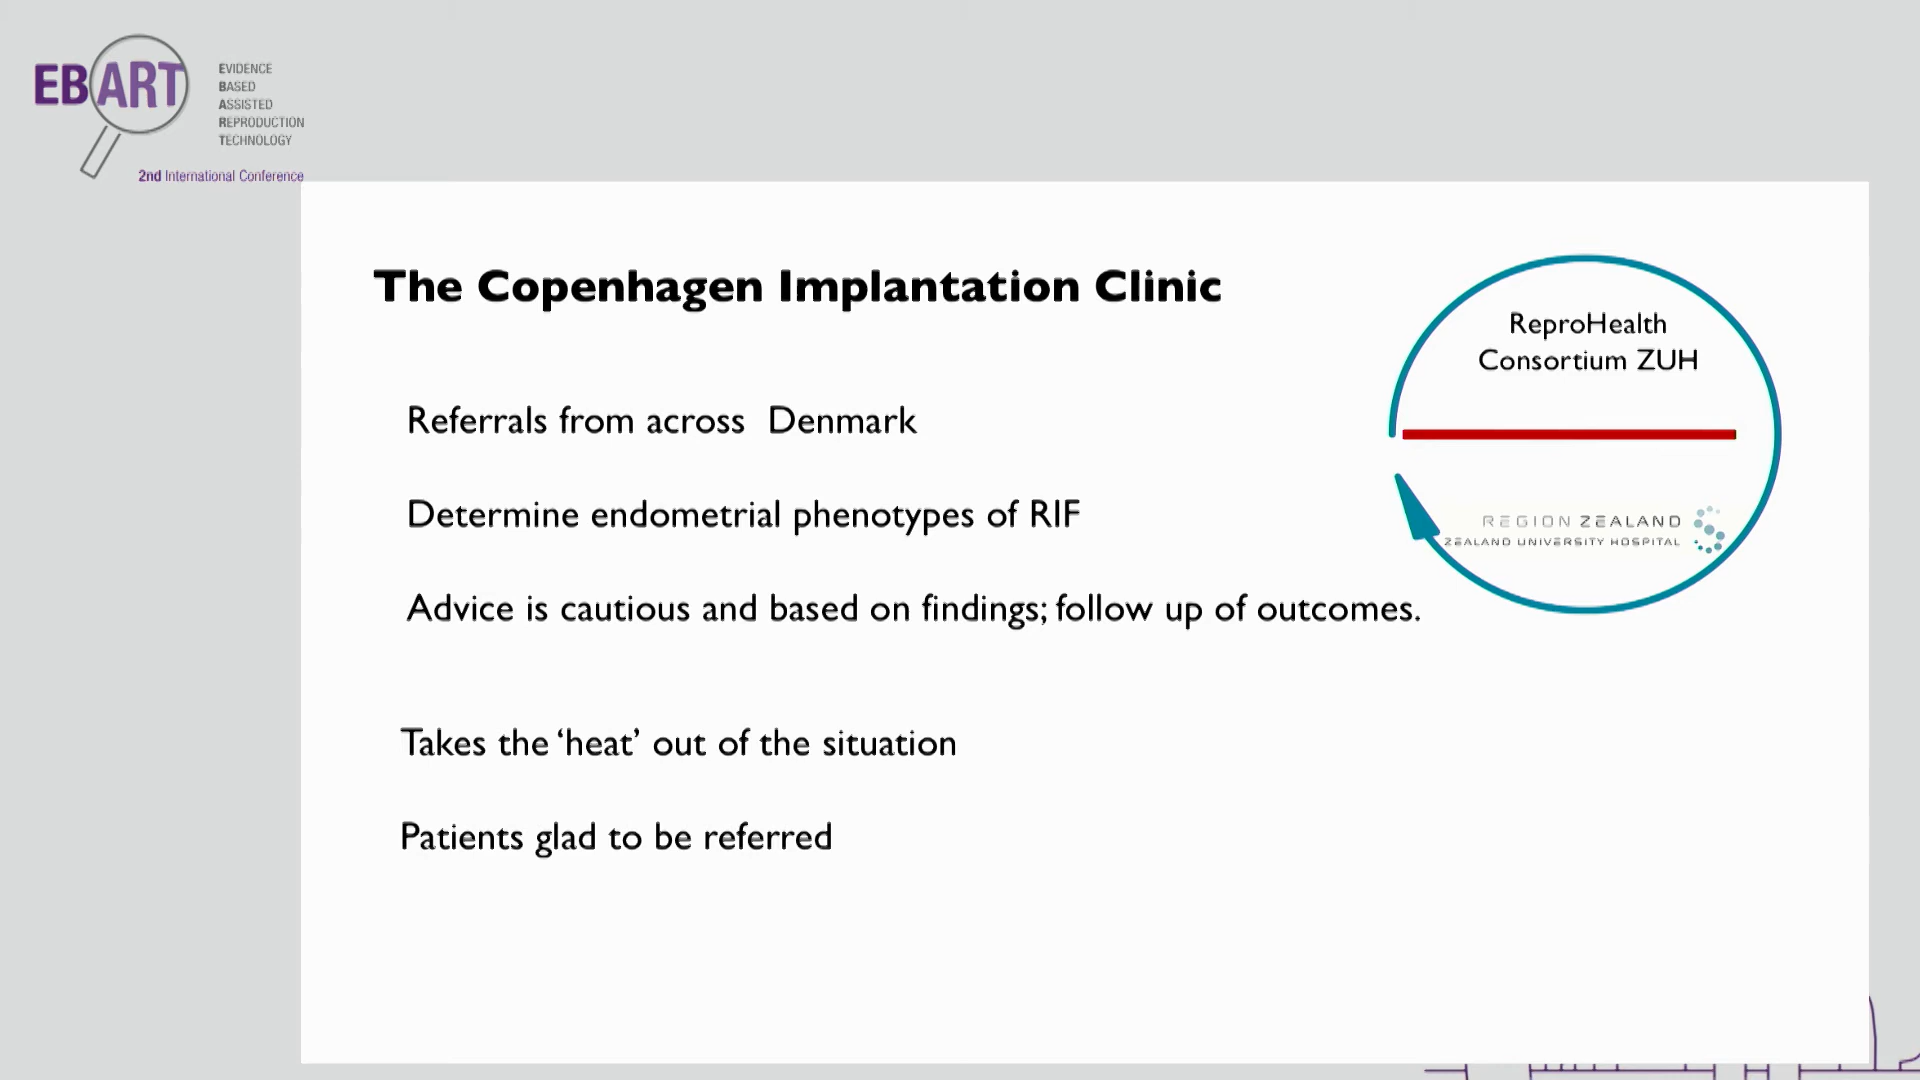 EBART
EVIDENCE
BASED
ASSISTED
REPRODUCTION
TECHNOLOGY
2nd International Conference
The Copenhagen Implantation Clinic
ReproHealth
Consortium ZUH
Referrals from across  Denmark
Determine endometrial phenotypes of RIF
REGION ZEALAND
ZEALAND UNIVERSITY HOSPITAL
Advice is cautious and based on findings; follow up of outcomes.
Takes the ‘heat’ out of the situation
Patients glad to be referred